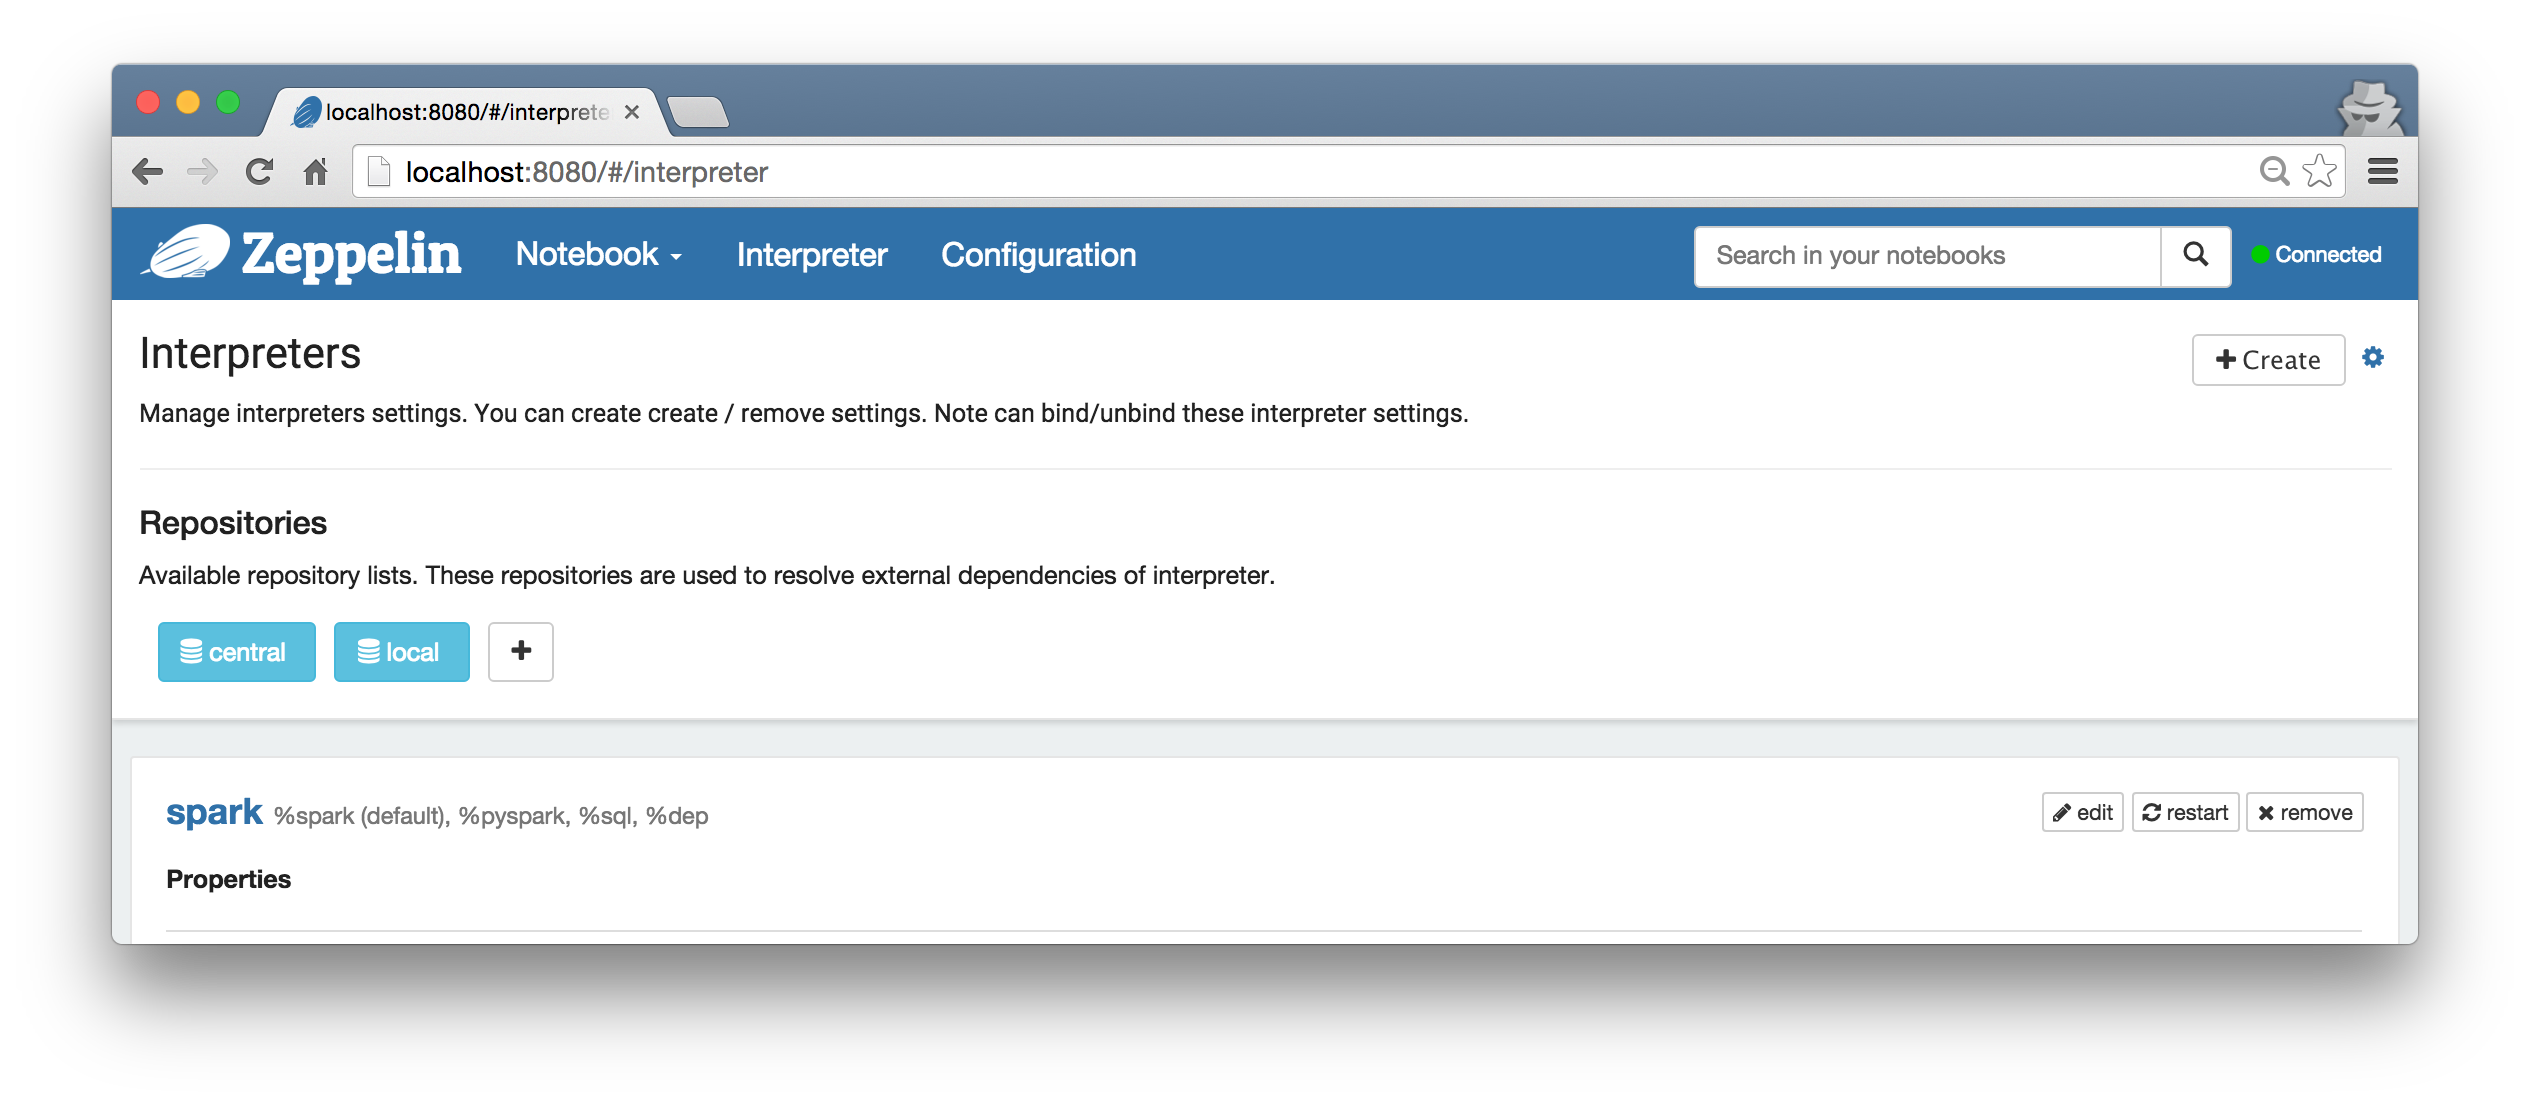 localhost:8080/#/interprete
localhost:8080/#/interpreter
Zeppelin Notebook Interpreter Configuration Search in your notebooks Connected
Interpreters Create
Manage interpreters settings. You can create create / remove settings. Note can bind/unbind these interpreter settings.
Repositories
Available repository lists. These repositories are used to resolve external dependencies of interpreter.
central local +
spark %spark (default), %pyspark, %sql, %dep edit restart remove
Properties